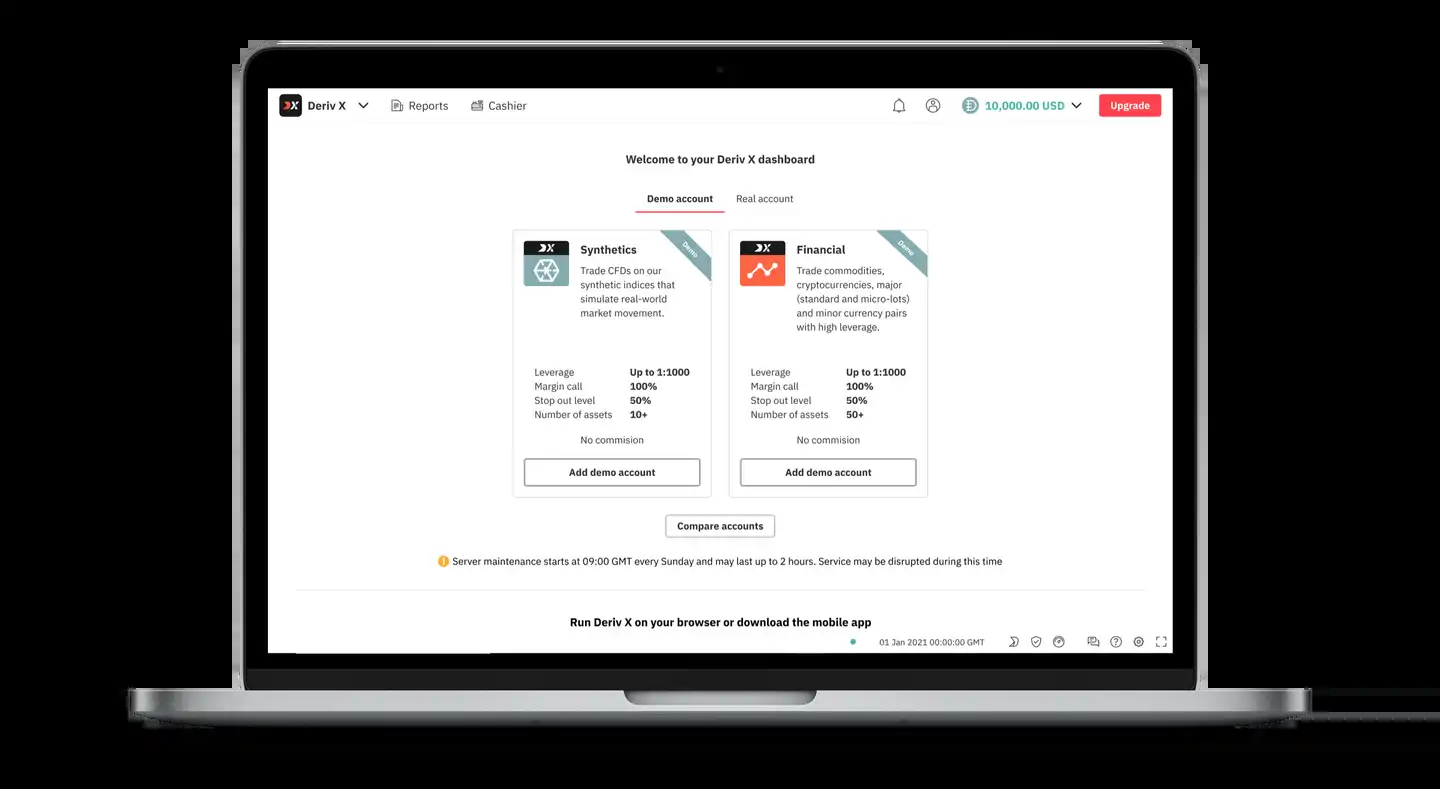 Deriv X
Reports
Cashier
10,000.00 USD
Upgrade
Welcome to your Deriv X dashboard
Demo account
Real account
Synthetics
Demo
Trade CFDs on our
synthetic indices that
simulate real-world
market movement.
Leverage Up to 1:1000
Margin call 100%
Stop out level 50%
Number of assets 10+
No commision
Add demo account
Financial
Demo
Trade commodities,
cryptocurrencies, major
(standard and micro-lots)
and minor currency pairs
with high leverage.
Leverage Up to 1:1000
Margin call 100%
Stop out level 50%
Number of assets 50+
No commision
Add demo account
Compare accounts
Server maintenance starts at 09:00 GMT every Sunday and may last up to 2 hours. Service may be disrupted during this time
Run Deriv X on your browser or download the mobile app
01 Jan 2021 00:00:00 GMT